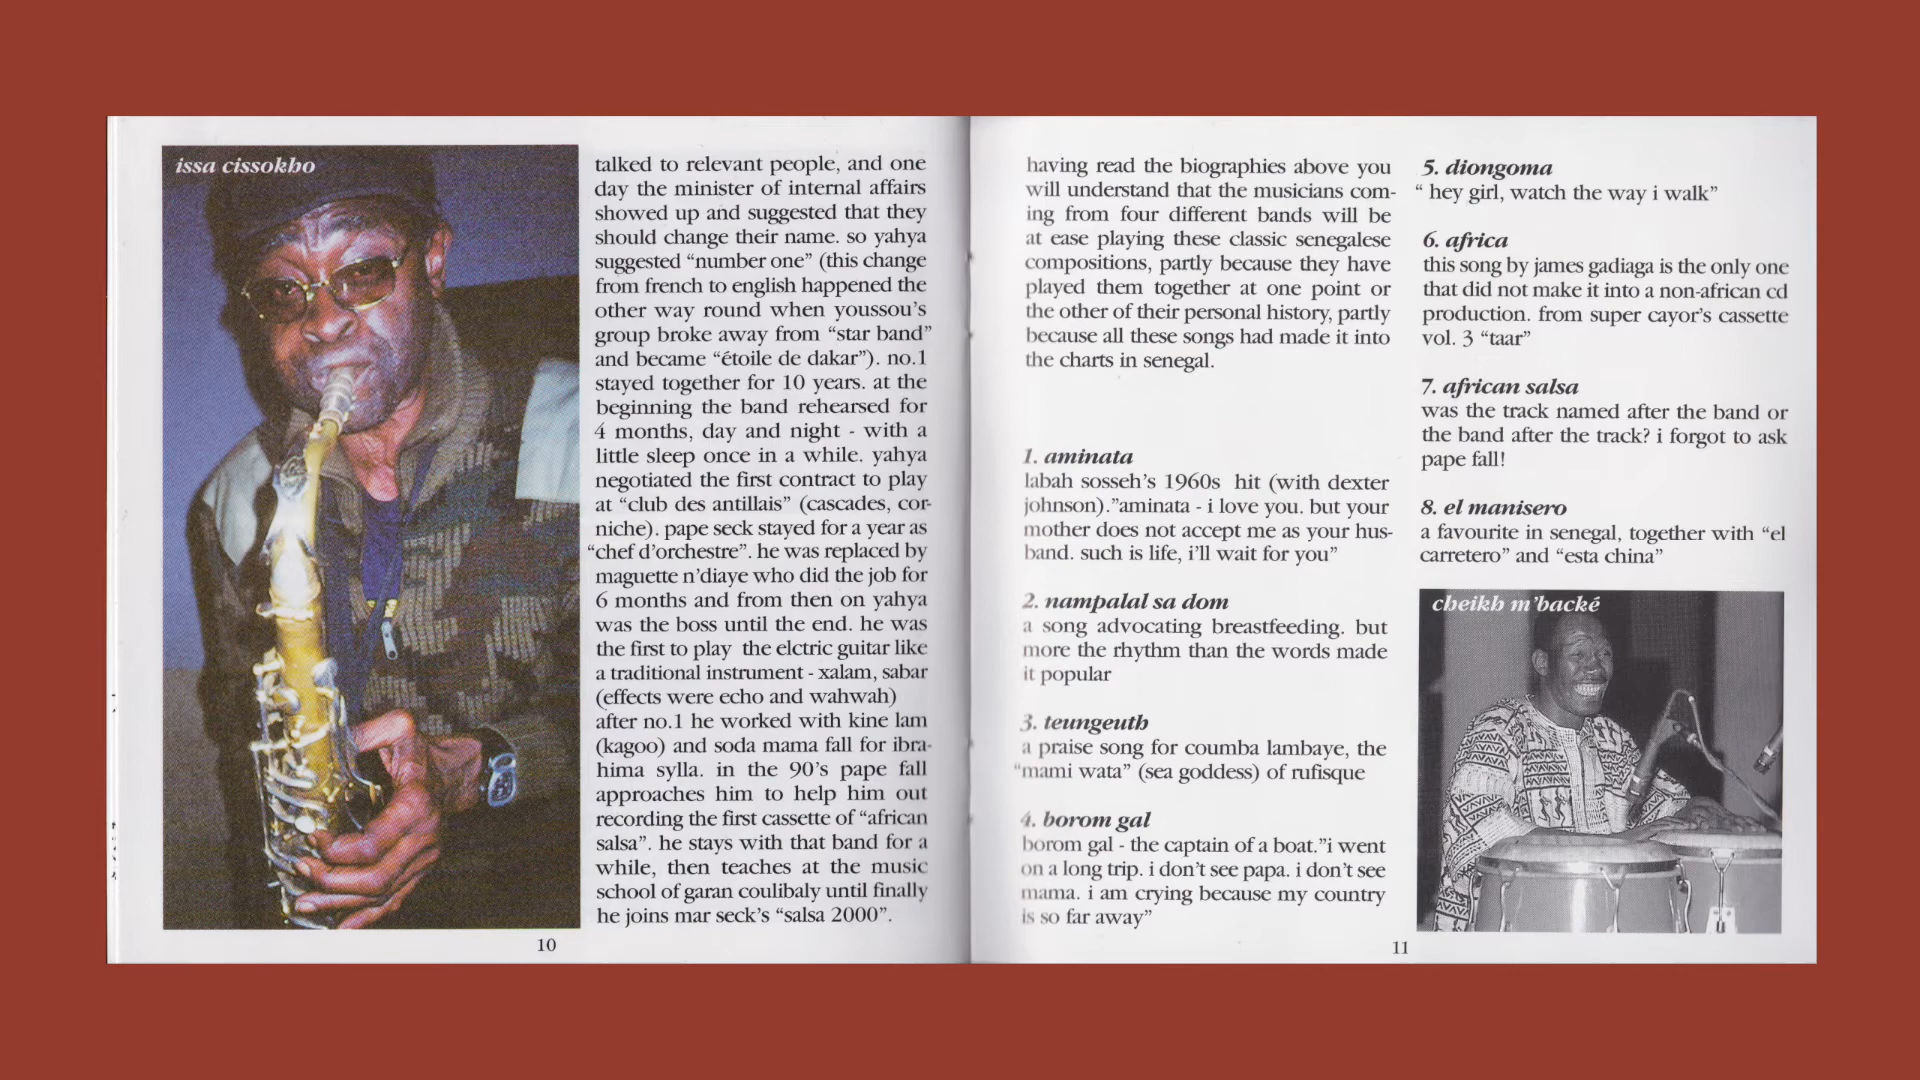 issa cissokho
talked to relevant people, and one
day the minister of internal affairs
showed up and suggested that they
should change their name. so yahya
suggested “number one” (this change
from french to english happened the
other way round when youssou’s
group broke away from “star band”
and became “étoile de dakar”). no.1
stayed together for 10 years. at the
beginning the band rehearsed for
4 months, day and night - with a
little sleep once in a while. yahya
negotiated the first contract to play
at “club des antillais” (cascades, cor-
niche). pape seck stayed for a year as
“chef d’orchestre”. he was replaced by
maguette n’diaye who did the job for
6 months and from then on yahya
was the boss until the end. he was
the first to play the elctric guitar like
a traditional instrument - xalam, sabar
(effects were echo and wahwah)
after no.1 he worked with kine lam
(kagoo) and soda mama fall for ibra-
hima sylla. in the 90’s pape fall
approaches him to help him out
recording the first cassette of “african
salsa”. he stays with that band for a
while, then teaches at the music
school of garan coulibaly until finally
he joins mar seck’s “salsa 2000”.
10
having read the biographies above you
will understand that the musicians com-
ing from four different bands will be
at ease playing these classic senegalese
compositions, partly because they have
played them together at one point or
the other of their personal history, partly
because all these songs had made it into
the charts in senegal.
1. aminata
labah sosseh’s 1960s hit (with dexter
johnson).”aminata - i love you. but your
mother does not accept me as your hus-
band. such is life, i’ll wait for you”
2. nampalal sa dom
a song advocating breastfeeding. but
more the rhythm than the words made
it popular
3. teungeuth
a praise song for coumba lambaye, the
“mami wata” (sea goddess) of rufisque
4. borom gal
borom gal - the captain of a boat.”i went
on a long trip. i don’t see papa. i don’t see
mama. i am crying because my country
is so far away”
5. diongoma
“ hey girl, watch the way i walk”
6. africa
this song by james gadiaga is the only one
that did not make it into a non-african cd
production. from super cayor’s cassette
vol. 3 “taar”
7. african salsa
was the track named after the band or
the band after the track? i forgot to ask
pape fall!
8. el manisero
a favourite in senegal, together with “el
carretero” and “esta china”
cheikh m’backé
11